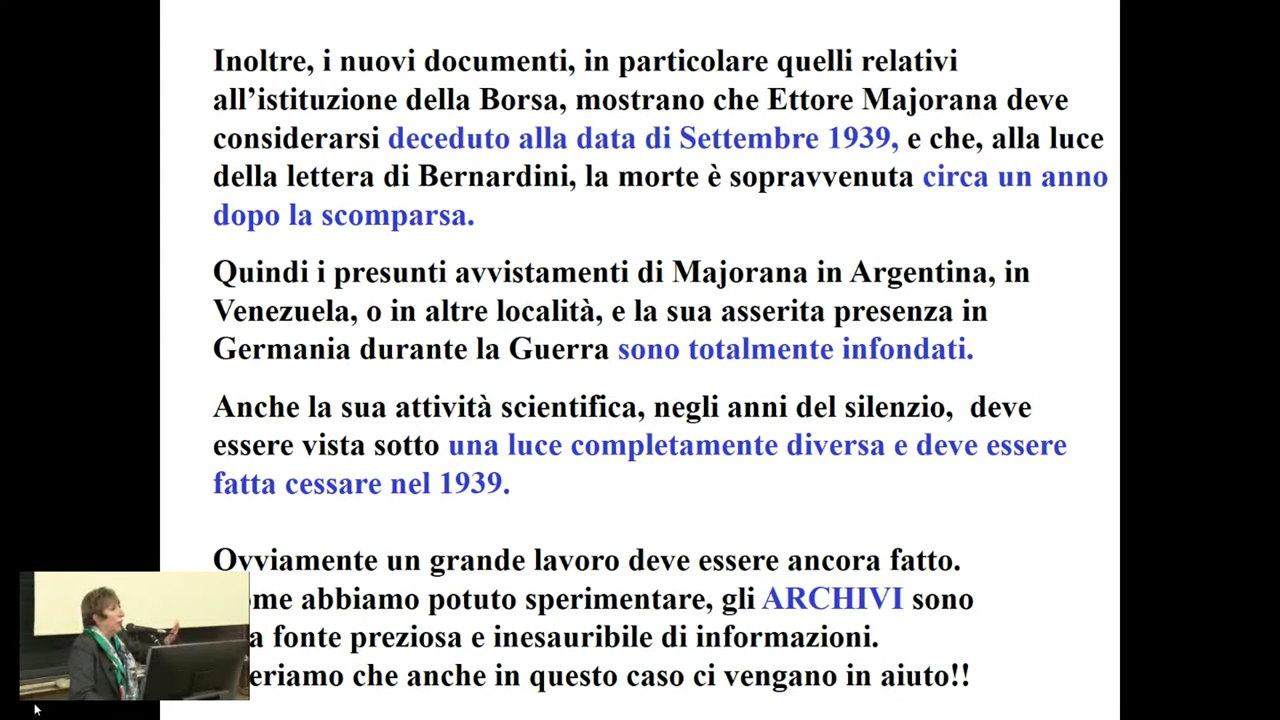 Inoltre, i nuovi documenti, in particolare quelli relativi
all’istituzione della Borsa, mostrano che Ettore Majorana deve
considerarsi deceduto alla data di Settembre 1939, e che, alla luce
della lettera di Bernardini, la morte è sopravvenuta circa un anno
dopo la scomparsa.
Quindi i presunti avvistamenti di Majorana in Argentina, in
Venezuela, o in altre località, e la sua asserita presenza in
Germania durante la Guerra sono totalmente infondati.
Anche la sua attività scientifica, negli anni del silenzio, deve
essere vista sotto una luce completamente diversa e deve essere
fatta cessare nel 1939.
Ovviamente un grande lavoro deve essere ancora fatto.
abbiamo potuto sperimentare, gli ARCHIVI sono
fonte preziosa e inesauribile di informazioni.
che anche in questo caso ci vengano in aiuto!!